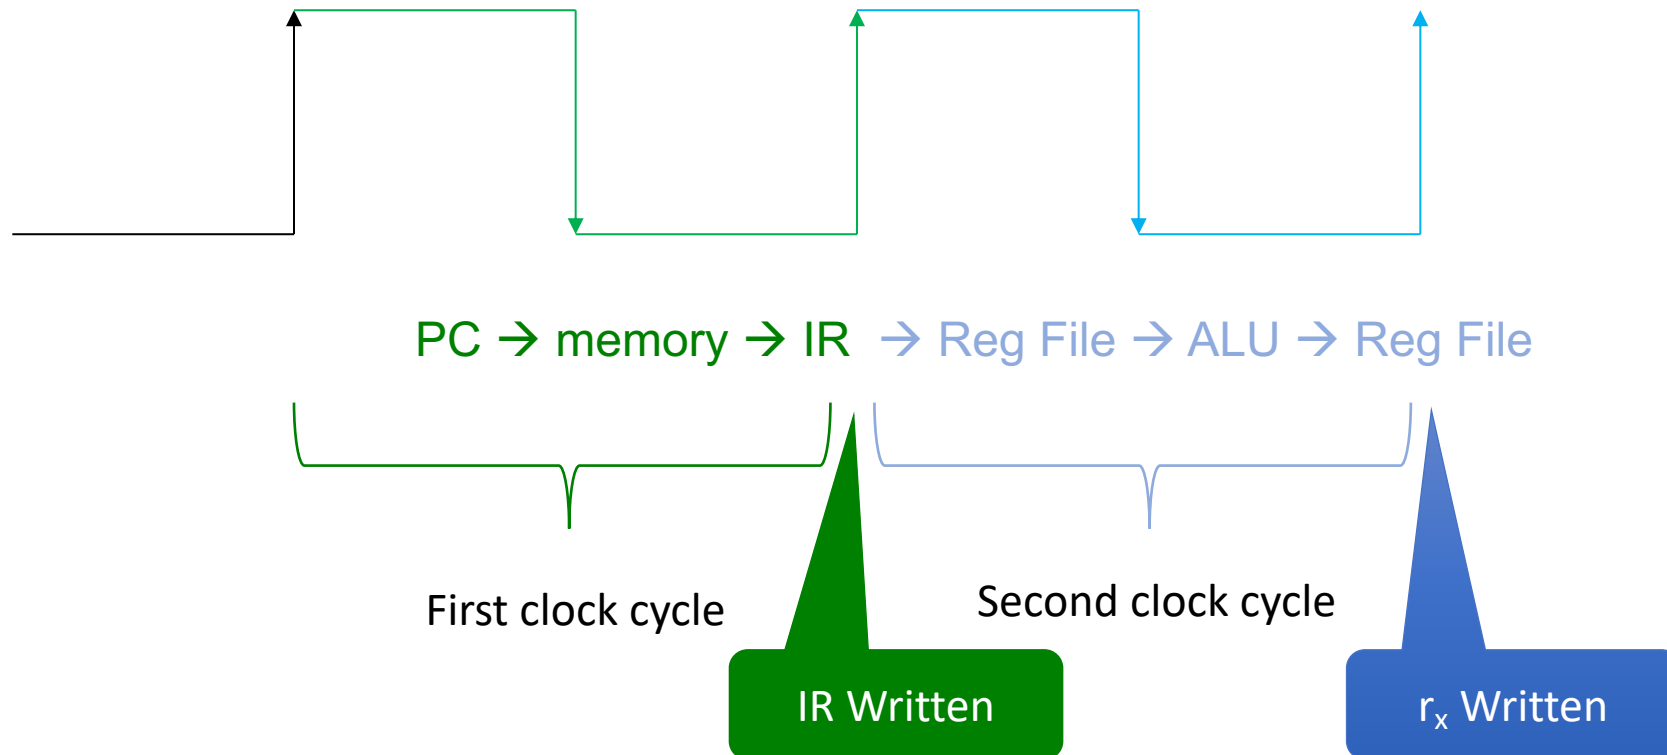 PC → memory → IR → Reg File → ALU → Reg File
First clock cycle
Second clock cycle
IR Written
rₓ Written